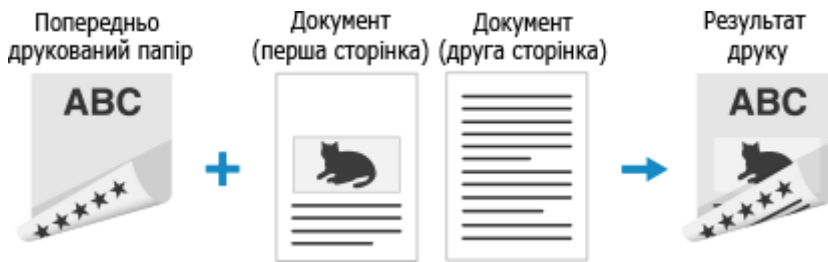 Попередньо
друкований папір
Документ
(перша сторінка)
Документ
(друга сторінка)
Результат
друку
ABC
ABC